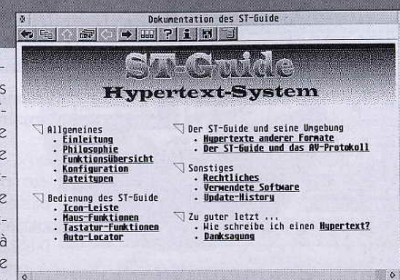 Dokumentation des ST-Guide
ST-Guide
Hypertext-System
Allgemeines
· Einleitung
· Philosophie
· Funktionsübersicht
· Konfiguration
· Dateitypen
Bedienung des ST-Guide
· Icon-Leiste
· Maus-Funktionen
· Tastatur-Funktionen
· Auto-Locator
Der ST-Guide und seine Umgebung
· Hypertexte anderer Formate
· Der ST-Guide und das AV-Protokoll
Sonstiges
· Rechtliches
· Verwendete Software
· Update-History
Zu guter letzt ...
· Wie schreibe ich einen Hypertext?
· Danksagung